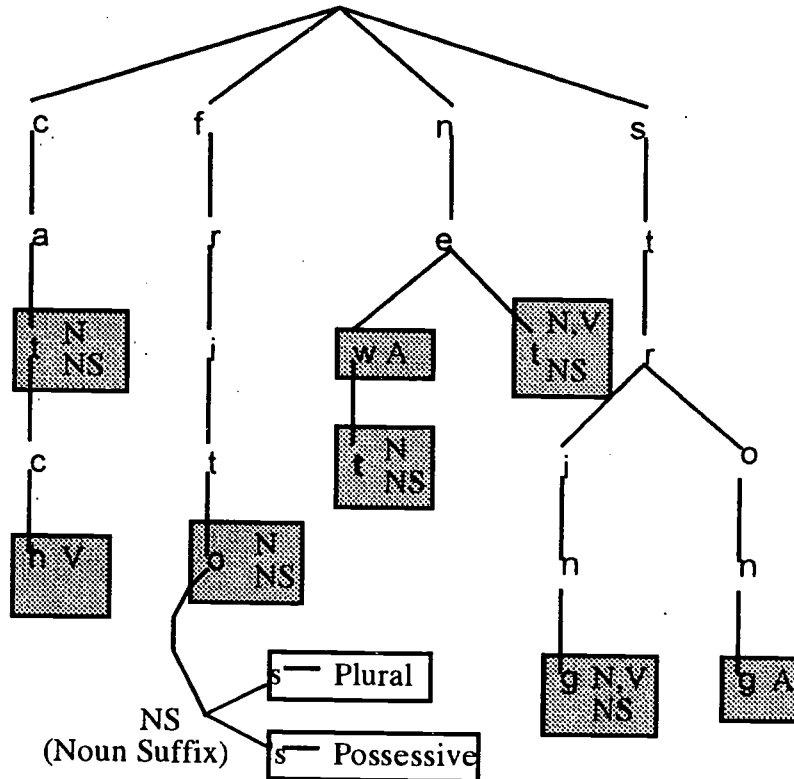 c f n s
a r e t
t N
NS
i
w A
t N,V
NS
r
c
t
t N
NS
i
o
h V
o N
NS
n
n
s — Plural
g N,V
NS
g A
NS
(Noun Suffix)
s — Possessive